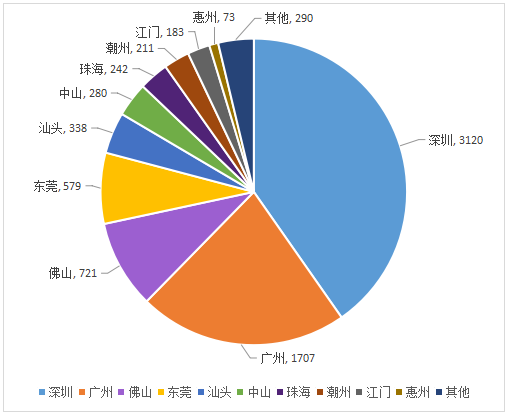 惠州, 73
其他, 290
江门, 183
潮州, 211
珠海, 242
中山, 280
汕头, 338
深圳, 3120
东莞, 579
佛山, 721
广州, 1707
深圳 广州 佛山 东莞 汕头 中山 珠海 潮州 江门 惠州 其他